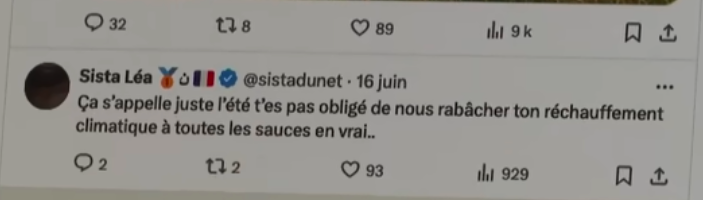 32 8 89 9 k
Sista Léa 🥇ن🇫🇷 @sistadunet · 16 juin ...
Ça s'appelle juste l'été t'es pas obligé de nous rabâcher ton réchauffement
climatique à toutes les sauces en vrai..
2 2 93 929